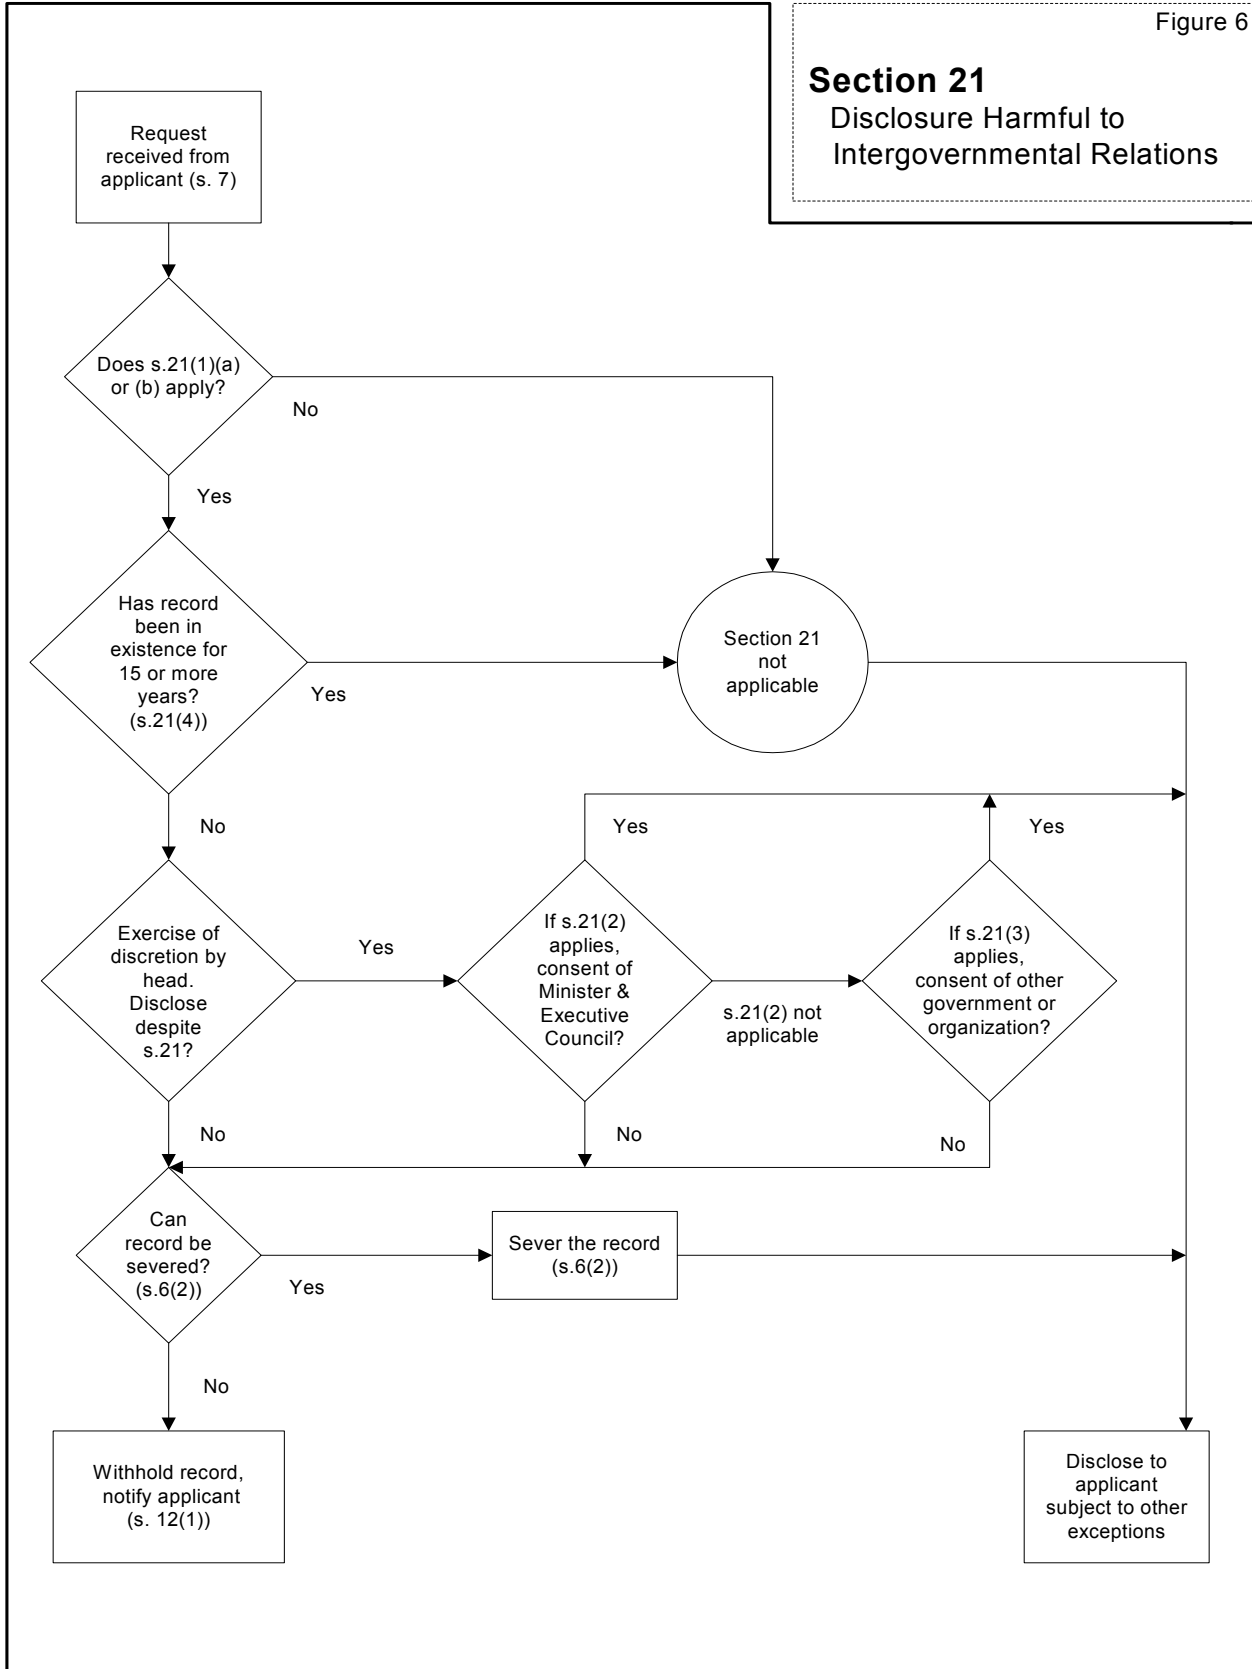 Figure 6
Section 21
Disclosure Harmful to
Intergovernmental Relations
Request
received from
applicant (s. 7)
Does s.21(1)(a)
or (b) apply?
No
Yes
Has record
been in
existence for
15 or more
years?
(s.21(4))
Yes
Section 21
not
applicable
No
Exercise of
discretion by
head.
Disclose
despite
s.21?
Yes
If s.21(2)
applies,
consent of
Minister &
Executive
Council?
Yes
s.21(2) not
applicable
If s.21(3)
applies,
consent of other
government or
organization?
Yes
No
No
No
Can
record be
severed?
(s.6(2))
Yes
Sever the record
(s.6(2))
No
Withhold record,
notify applicant
(s. 12(1))
Disclose to
applicant
subject to other
exceptions